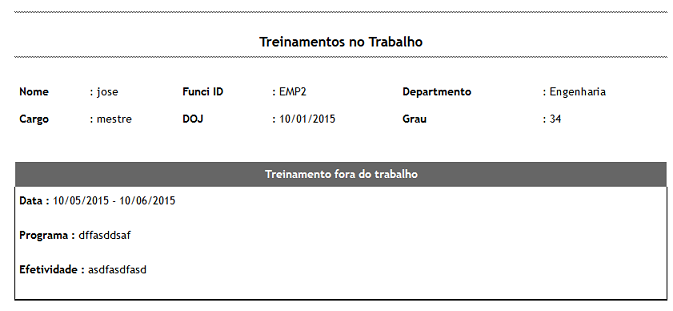 Treinamentos no Trabalho
Nome : jose Funci ID : EMP2 Departmento : Engenharia
Cargo : mestre DOJ : 10/01/2015 Grau : 34
Treinamento fora do trabalho
Data : 10/05/2015 - 10/06/2015
Programa : dffasddsaf
Efetividade : asdfasdfasd